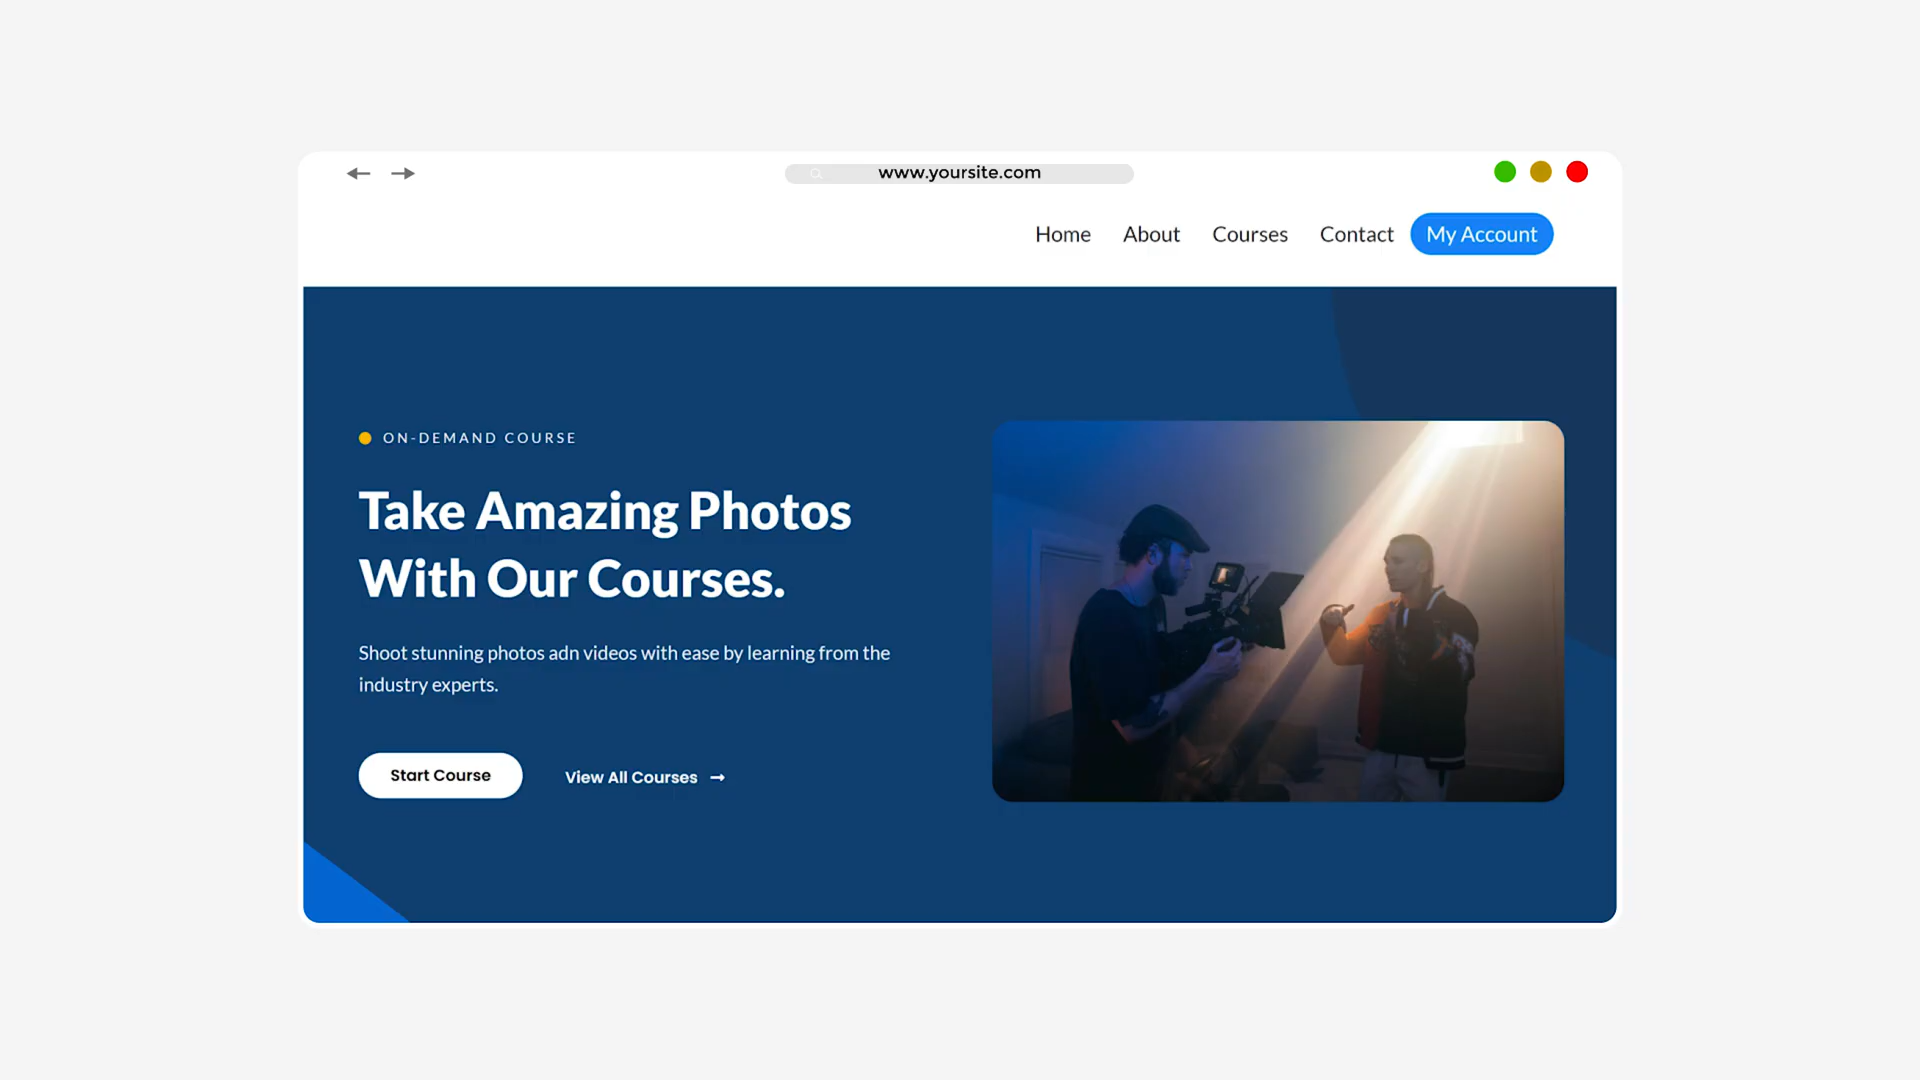 www.yoursite.com
Home About Courses Contact My Account
ON-DEMAND COURSE
Take Amazing Photos
With Our Courses.
Shoot stunning photos adn videos with ease by learning from the
industry experts.
Start Course View All Courses →